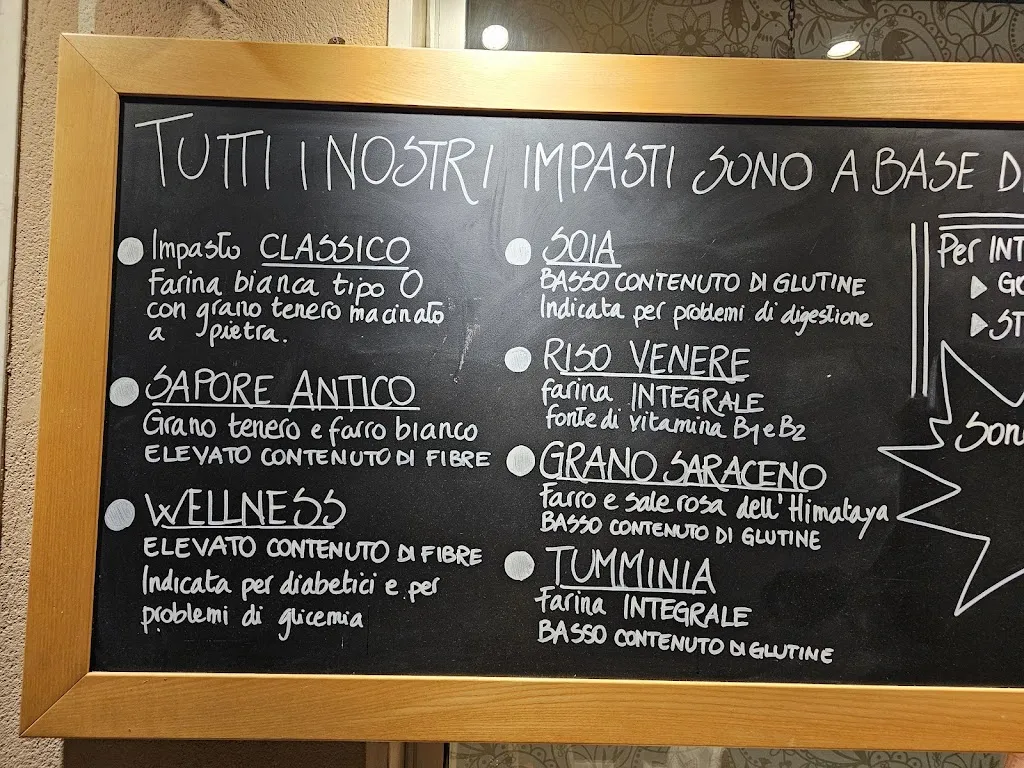 TUTTI I NOSTRI IMPASTI SONO A BASE D
Impasto CLASSICO
Farina bianca tipo 0
con grano tenero macinato
a pietra.
SAPORE ANTICO
Grano tenero e farro bianco
ELEVATO CONTENUTO DI FIBRE
WELLNESS
ELEVATO CONTENUTO DI FIBRE
Indicata per diabetici e per
problemi di glicemia
SOIA
BASSO CONTENUTO DI GLUTINE
Indicata per problemi di digestione
RISO VENERE
farina INTEGRALE
fonte di vitamina B1 e B2
GRANO SARACENO
Farro e sale rosa dell'Himalaya
BASSO CONTENUTO DI GLUTINE
TUMMINIA
farina INTEGRALE
BASSO CONTENUTO DI GLUTINE
Per INT
GO
ST
Son